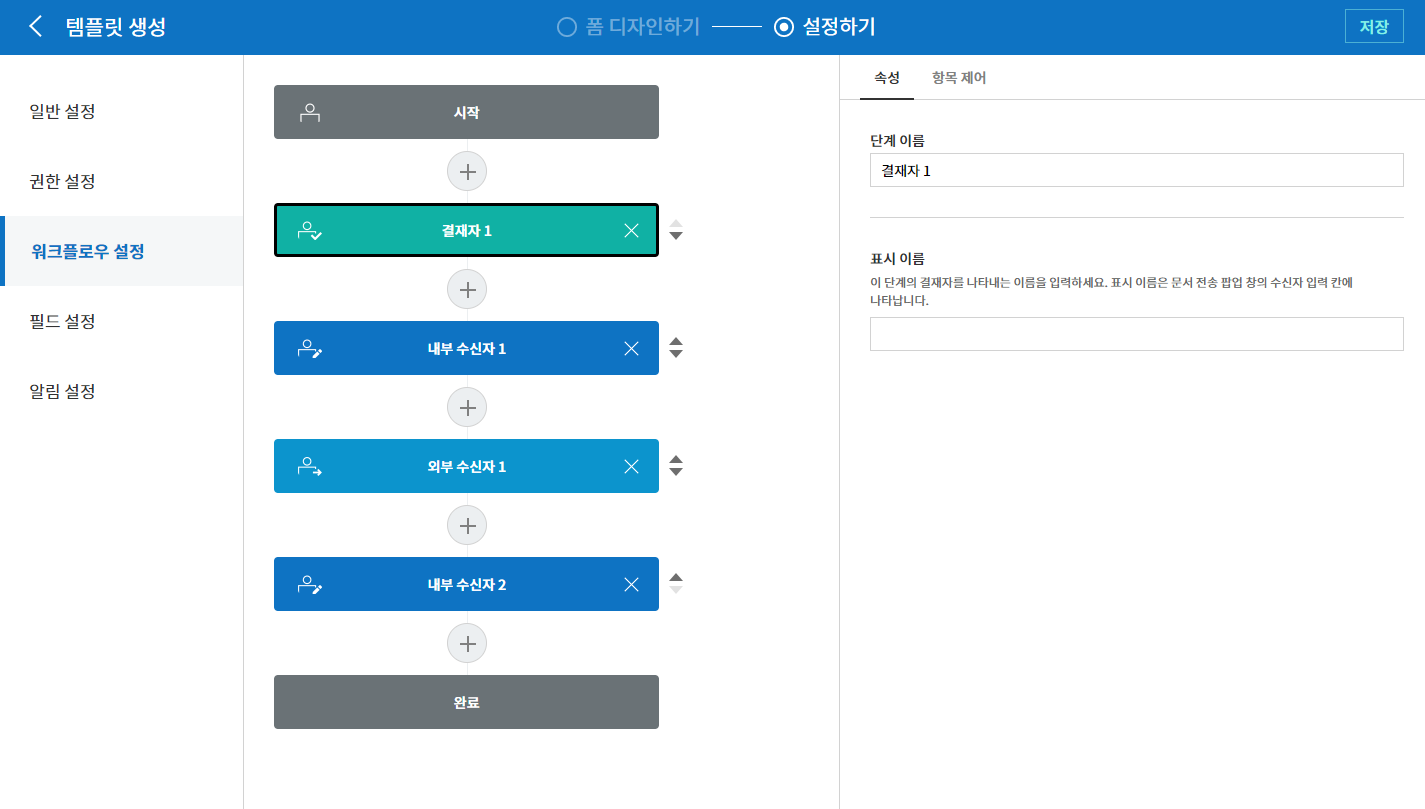 템플릿 생성
폼 디자인하기
설정하기
저장
일반 설정
권한 설정
워크플로우 설정
필드 설정
알림 설정
시작
결재자 1
내부 수신자 1
외부 수신자 1
내부 수신자 2
완료
속성
항목 제어
단계 이름
결재자 1
표시 이름
이 단계의 결재자를 나타내는 이름을 입력하세요. 표시 이름은 문서 전송 팝업 창의 수신자 입력 칸에
나타납니다.